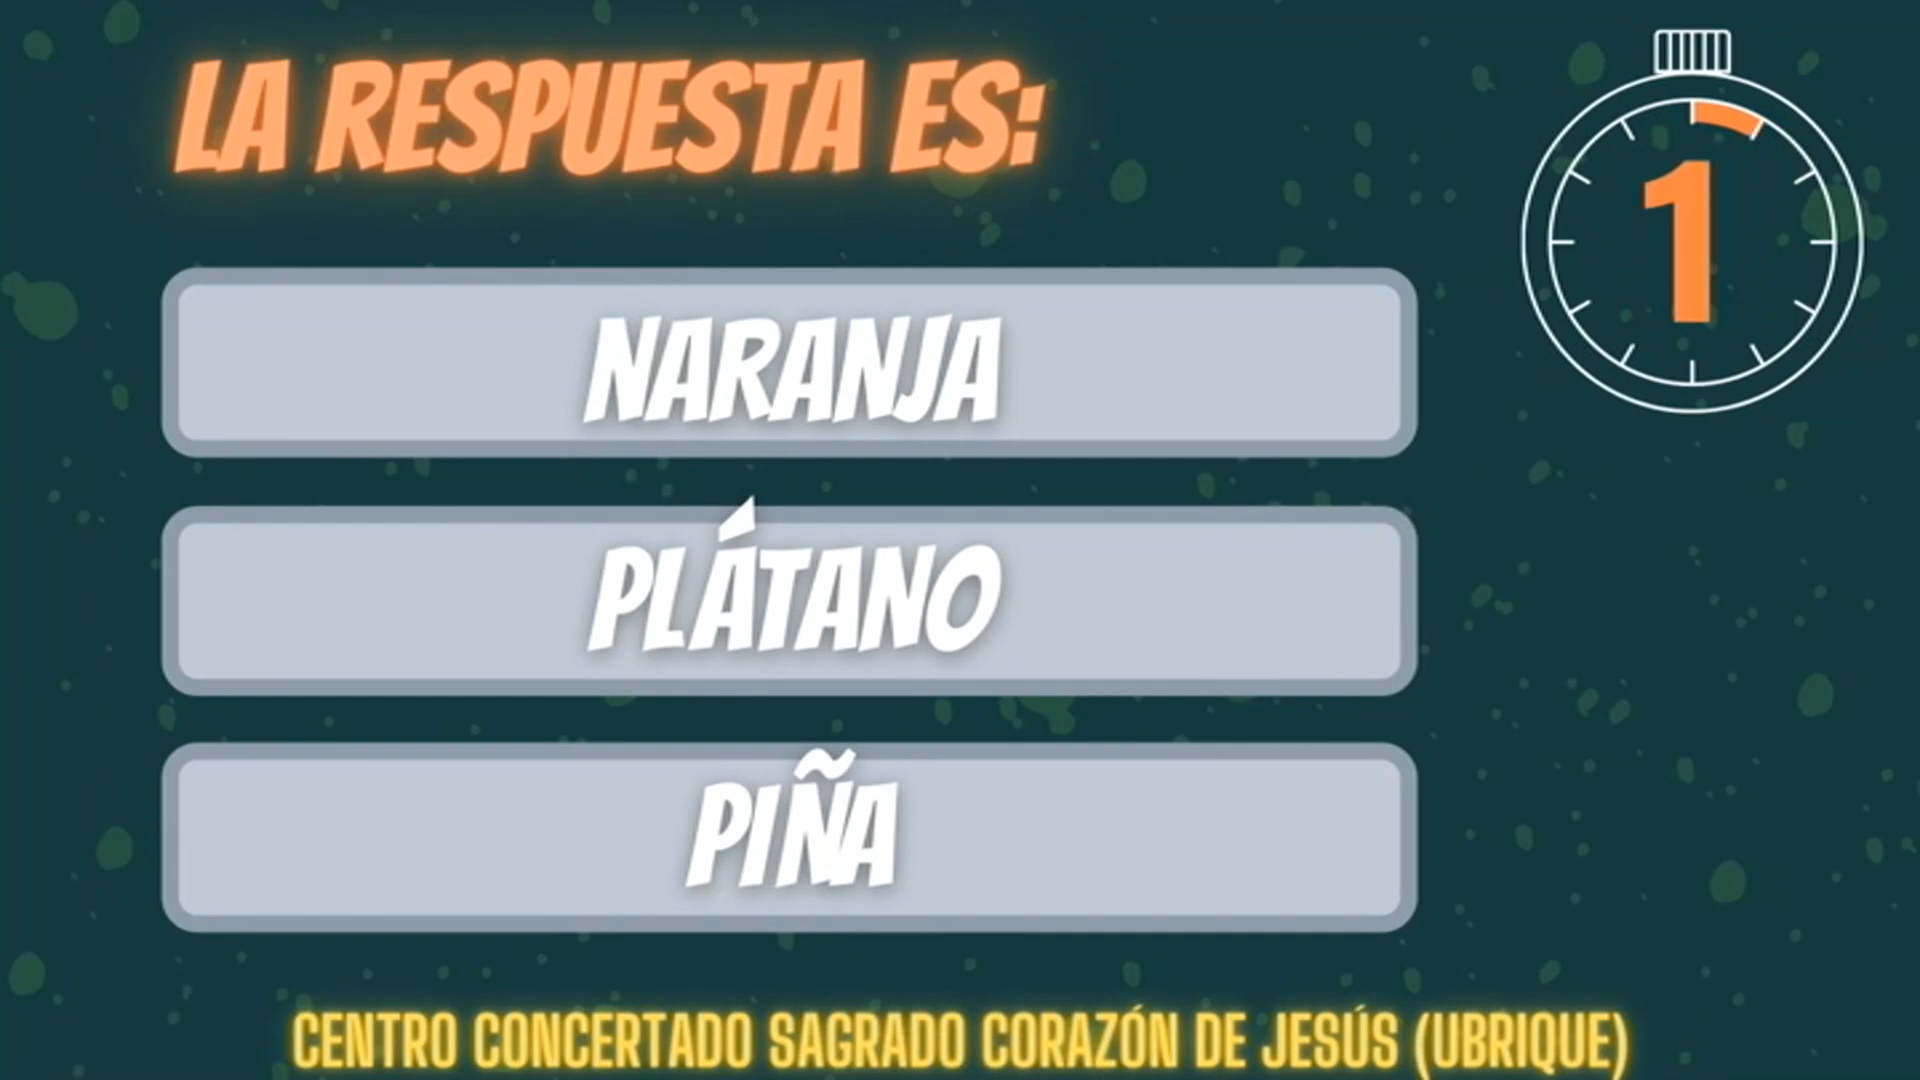 LA RESPUESTA ES:
1
NARANJA
PLÁTANO
PIÑA
CENTRO CONCERTADO SAGRADO CORAZÓN DE JESÚS (UBRIQUE)